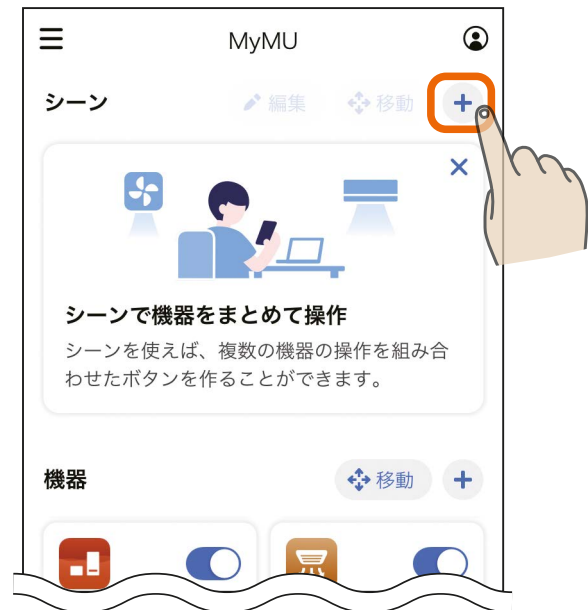 MyMU
シーン
編集
移動
シーンで機器をまとめて操作
シーンを使えば、複数の機器の操作を組み合
わせたボタンを作ることができます。
機器
移動